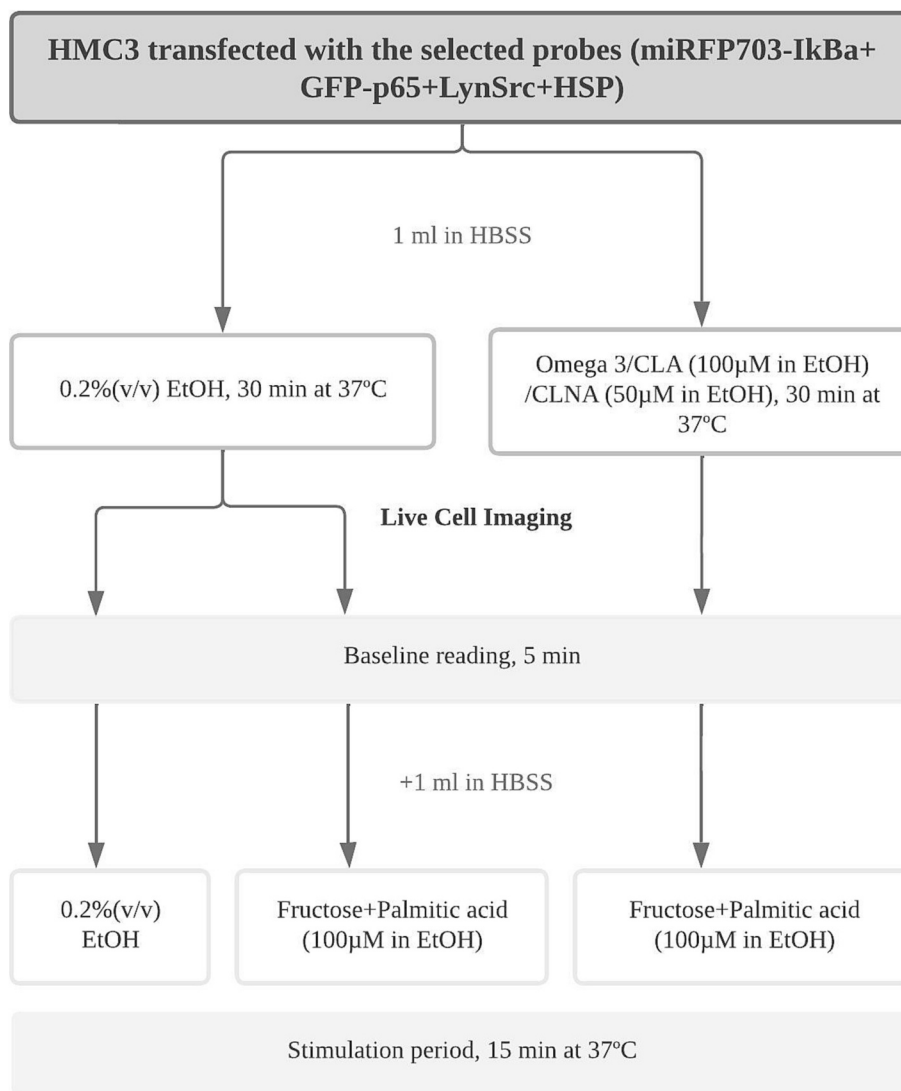 HMC3 transfected with the selected probes (miRFP703-IkBa+
GFP-p65+LynSrc+HSP)
1 ml in HBSS
0.2%(v/v) EtOH, 30 min at 37ºC
Omega 3/CLA (100µM in EtOH)
/CLNA (50µM in EtOH), 30 min at
37ºC
Live Cell Imaging
Baseline reading, 5 min
+1 ml in HBSS
0.2%(v/v)
EtOH
Fructose+Palmitic acid
(100µM in EtOH)
Fructose+Palmitic acid
(100µM in EtOH)
Stimulation period, 15 min at 37ºC